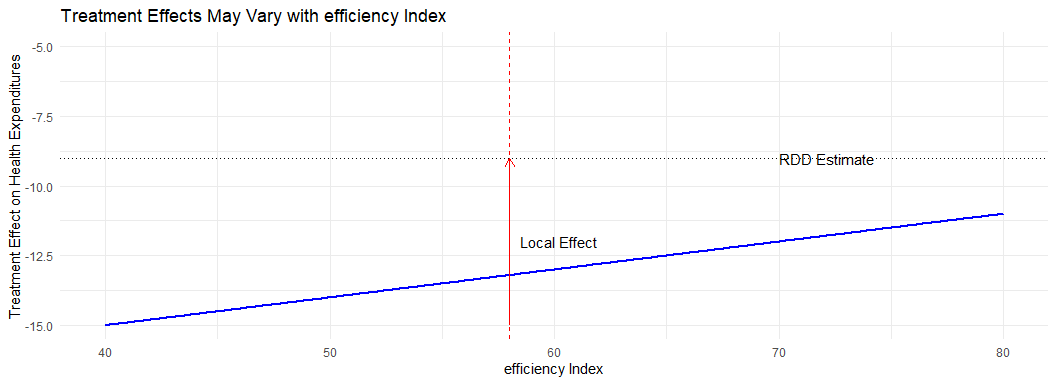 Treatment Effects May Vary with efficiency Index
Treatment Effect on Health Expenditures
-5.0
-7.5
-10.0
-12.5
-15.0
RDD Estimate
Local Effect
40
50
60
70
80
efficiency Index